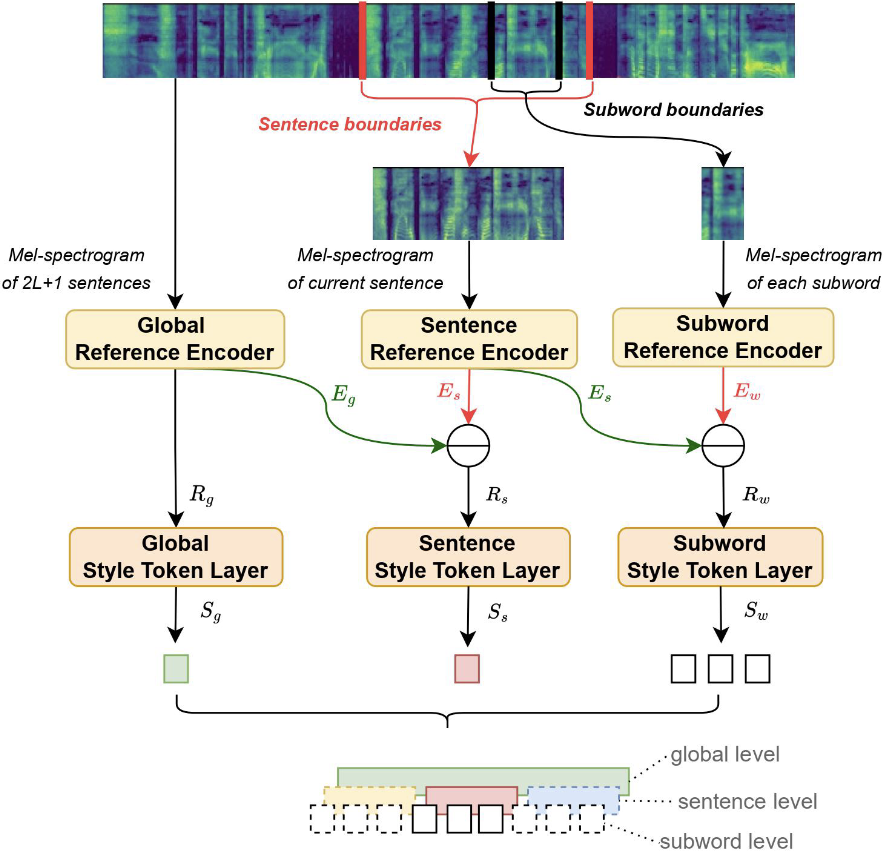 Sentence boundaries
Subword boundaries
Mel-spectrogram
of 2L+1 sentences
Mel-spectrogram
of current sentence
Mel-spectrogram
of each subword
Global
Reference Encoder
Sentence
Reference Encoder
Subword
Reference Encoder
E_g
E_s
E_s
E_w
R_g
R_s
R_w
Global
Style Token Layer
Sentence
Style Token Layer
Subword
Style Token Layer
S_g
S_s
S_w
global level
sentence level
subword level